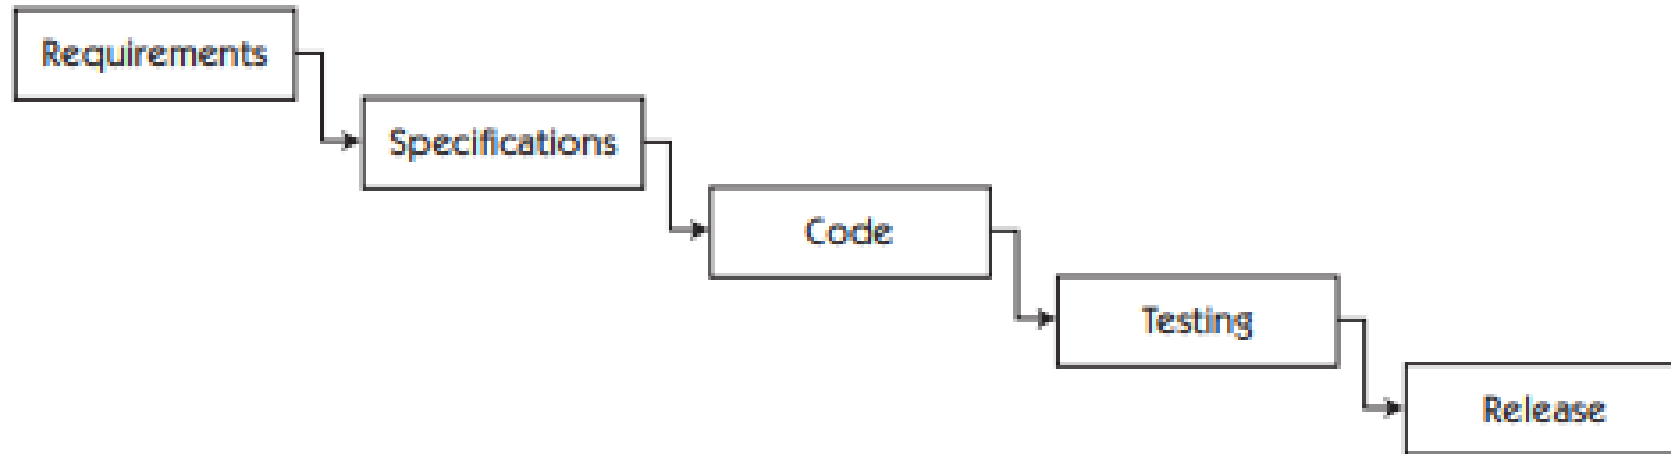 Requirements
Specifications
Code
Testing
Release